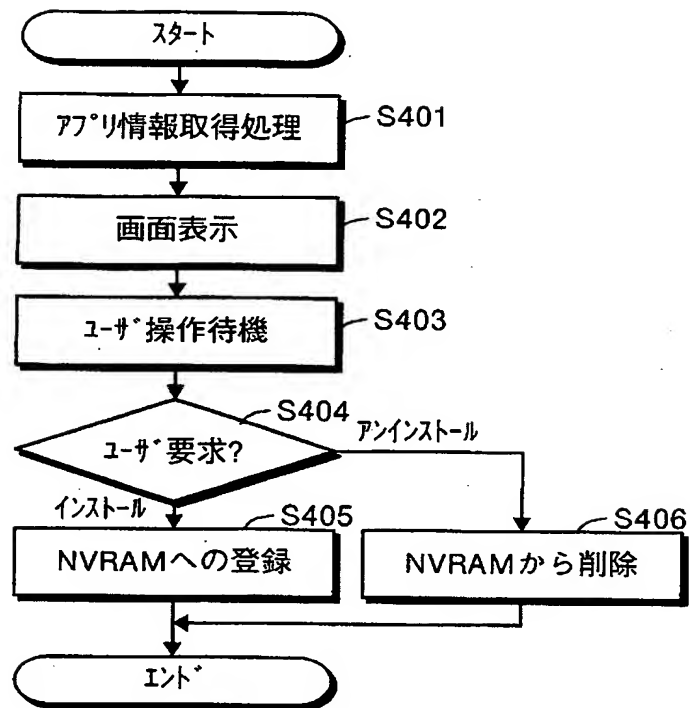 スタート
アプリ情報取得処理
S401
画面表示
S402
ユーザ操作待機
S403
S404
ユーザ要求?
アンインストール
インストール
S405
NVRAMへの登録
S406
NVRAMから削除
エンド